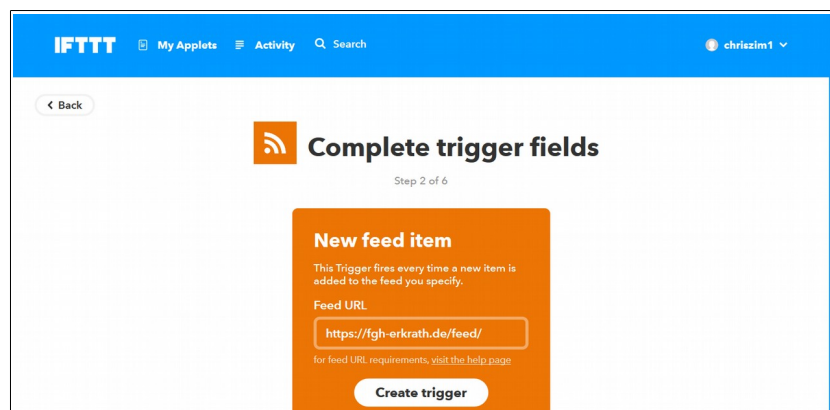 IFTTT My Applets Activity Search chriszim1
Back
Complete trigger fields
Step 2 of 6
New feed item
This Trigger fires every time a new item is
added to the feed you specify.
Feed URL
https://fgh-erkrath.de/feed/
for feed URL requirements, visit the help page
Create trigger